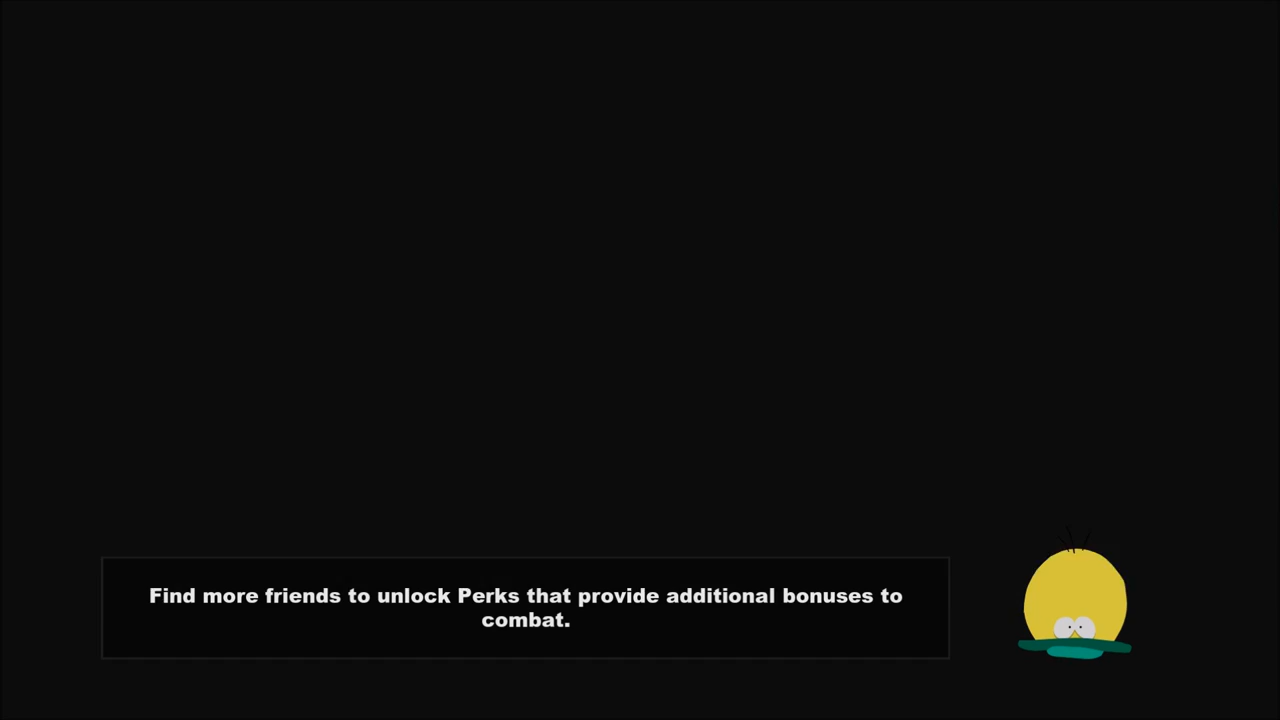 Find more friends to unlock Perks that provide additional bonuses to
combat.